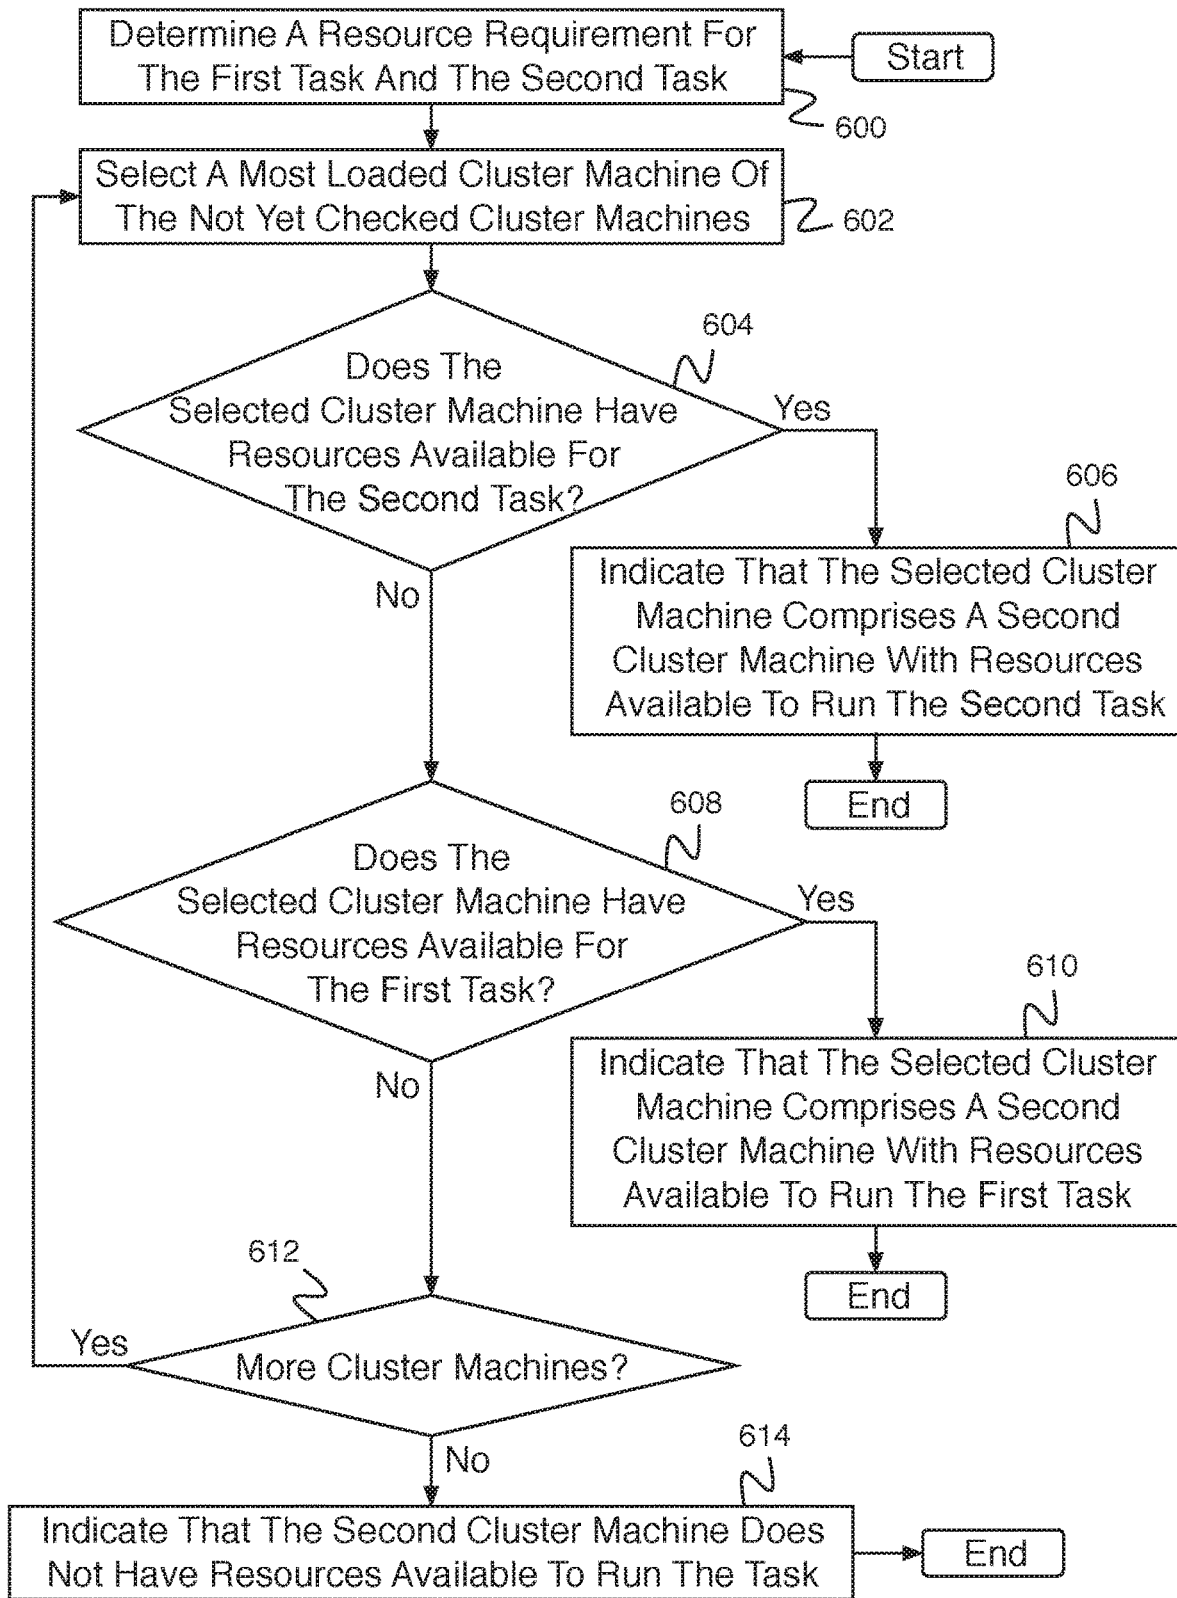 Determine A Resource Requirement For
The First Task And The Second Task
Start
600
Select A Most Loaded Cluster Machine Of
The Not Yet Checked Cluster Machines
602
604
Does The
Selected Cluster Machine Have
Resources Available For
The Second Task?
Yes
No
606
Indicate That The Selected Cluster
Machine Comprises A Second
Cluster Machine With Resources
Available To Run The Second Task
End
608
Does The
Selected Cluster Machine Have
Resources Available For
The First Task?
Yes
No
610
Indicate That The Selected Cluster
Machine Comprises A Second
Cluster Machine With Resources
Available To Run The First Task
End
612
Yes
More Cluster Machines?
No
614
Indicate That The Second Cluster Machine Does
Not Have Resources Available To Run The Task
End